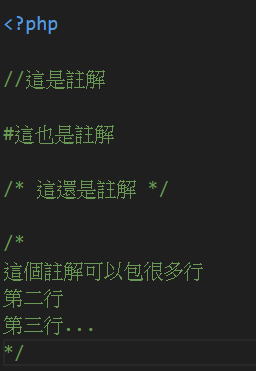 <?php
//這是註解
#這也是註解
/* 這還是註解 */
/*
這個註解可以包很多行
第二行
第三行...
*/